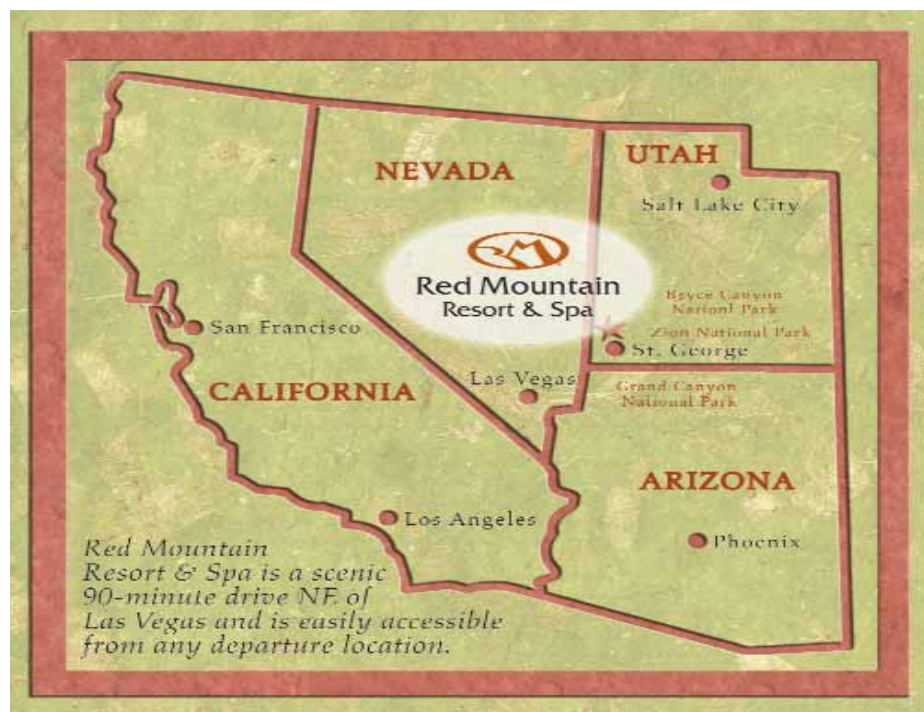 NEVADA
UTAH
Salt Lake City
Red Mountain
Resort & Spa
Bryce Canyon
Nationl Park
Zion National Park
St. George
San Francisco
Las Vegas
CALIFORNIA
Grand Canyon
National Park
ARIZONA
Los Angeles
Phoenix
Red Mountain
Resort & Spa is a scenic
90-minute drive NE of
Las Vegas and is easily accessible
from any departure location.